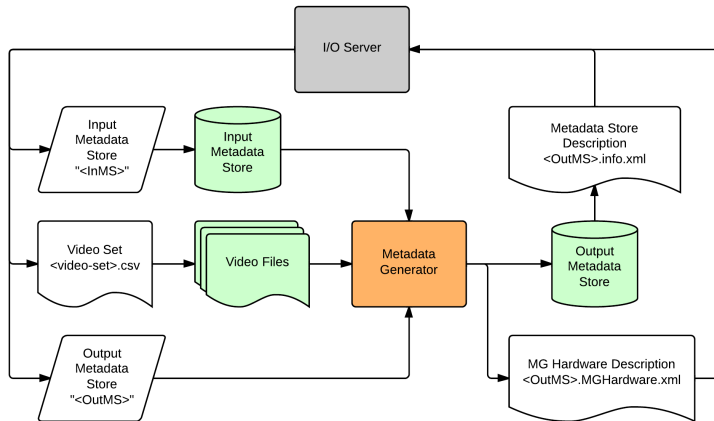 I/O Server
Input
Metadata
Store
"<InMS>"
Input
Metadata
Store
Metadata Store
Description
<OutMS>.info.xml
Video Set
<video-set>.csv
Video Files
Metadata
Generator
Output
Metadata
Store
Output
Metadata
Store
"<OutMS>"
MG Hardware Description
<OutMS>.MGHardware.xml